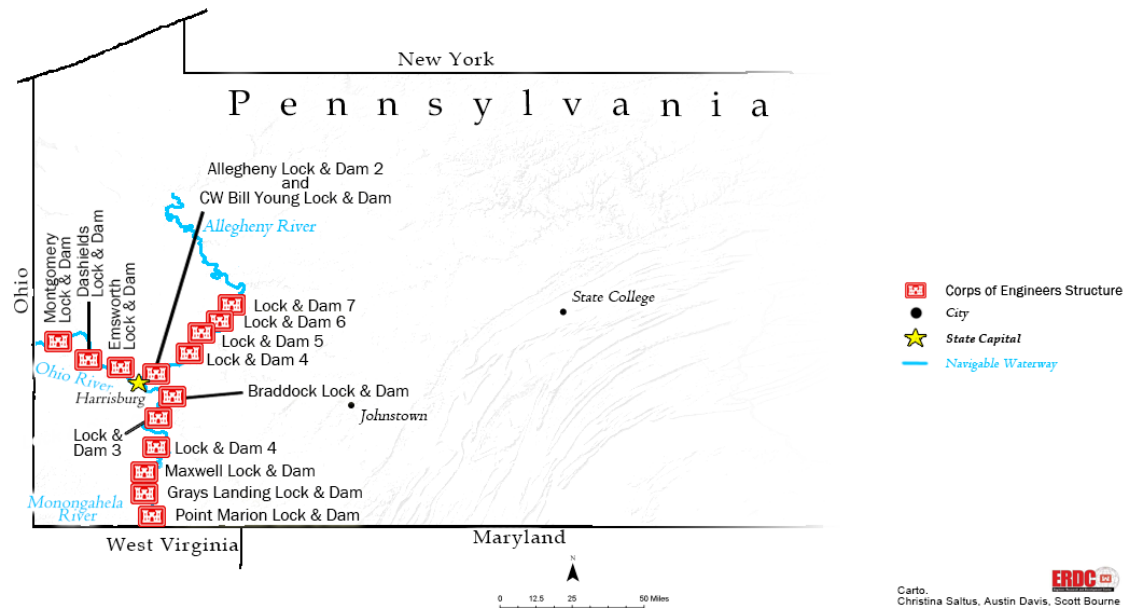 New York
Pennsylvania
Allegheny Lock & Dam 2
and
CW Bill Young Lock & Dam
Allegheny River
Ohio
Montgomery
Lock & Dam
Dashields
Lock & Dam
Emsworth
Lock & Dam
State College
Lock & Dam 7
Lock & Dam 6
Lock & Dam 5
Lock & Dam 4
Ohio River
Harrisburg
Braddock Lock & Dam
Johnstown
Lock &
Dam 3
Lock & Dam 4
Maxwell Lock & Dam
Grays Landing Lock & Dam
Monongahela
River
Point Marion Lock & Dam
West Virginia
Maryland
Corps of Engineers Structure
City
State Capital
Navigable Waterway
N
0 12.5 25 50 Miles
ERDC
Carto.
Christina Saltus, Austin Davis, Scott Bourne